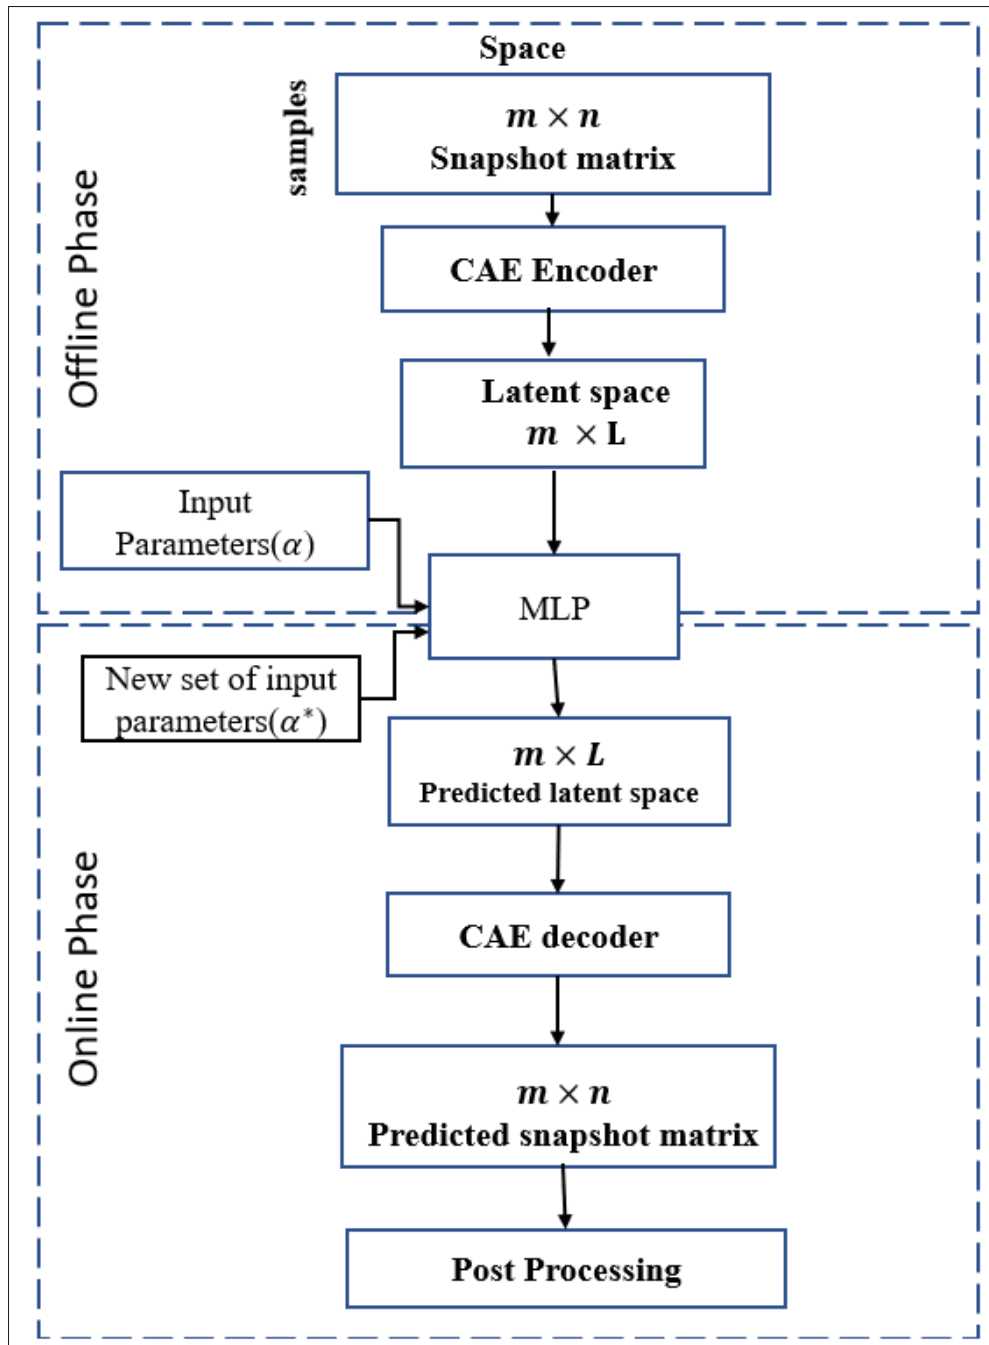 Space
samples
m × n
Snapshot matrix
Offline Phase
CAE Encoder
Latent space
m × L
Input
Parameters(α)
MLP
New set of input
parameters(α*)
m × L
Predicted latent space
Online Phase
CAE decoder
m × n
Predicted snapshot matrix
Post Processing